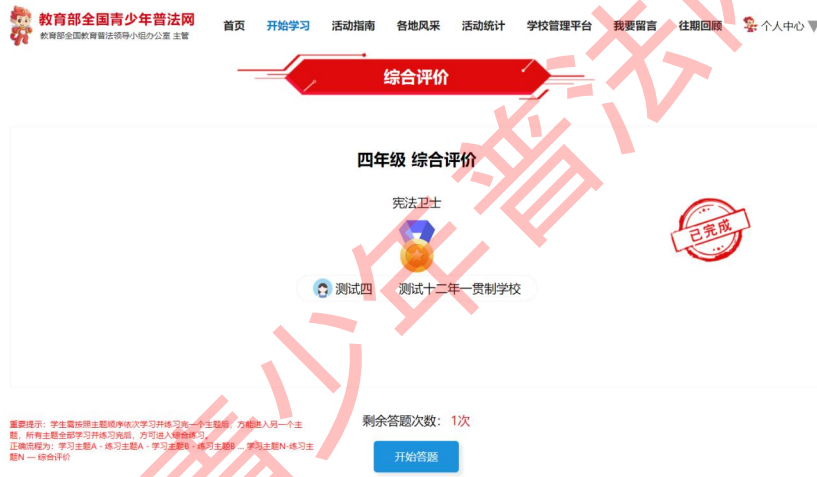 教育部全国青少年普法网
教育部全国教育普法领导小组办公室 主管
首页 开始学习 活动指南 各地风采 活动统计 学校管理平台 我要留言 往期回顾 个人中心
综合评价
四年级 综合评价
宪法卫士
已完成
测试四 测试十二年一贯制学校
重要提示：学生需按照主题顺序依次学习并练习完一个主题后，方能进入另一个主
题，所有主题全部学习并练习完后，方可进入综合练习。
正确流程为：学习主题A - 练习主题A - 学习主题B - 练习主题B ... 学习主题N-练习主
题N — 综合评价
剩余答题次数： 1次
开始答题
青少年普法网